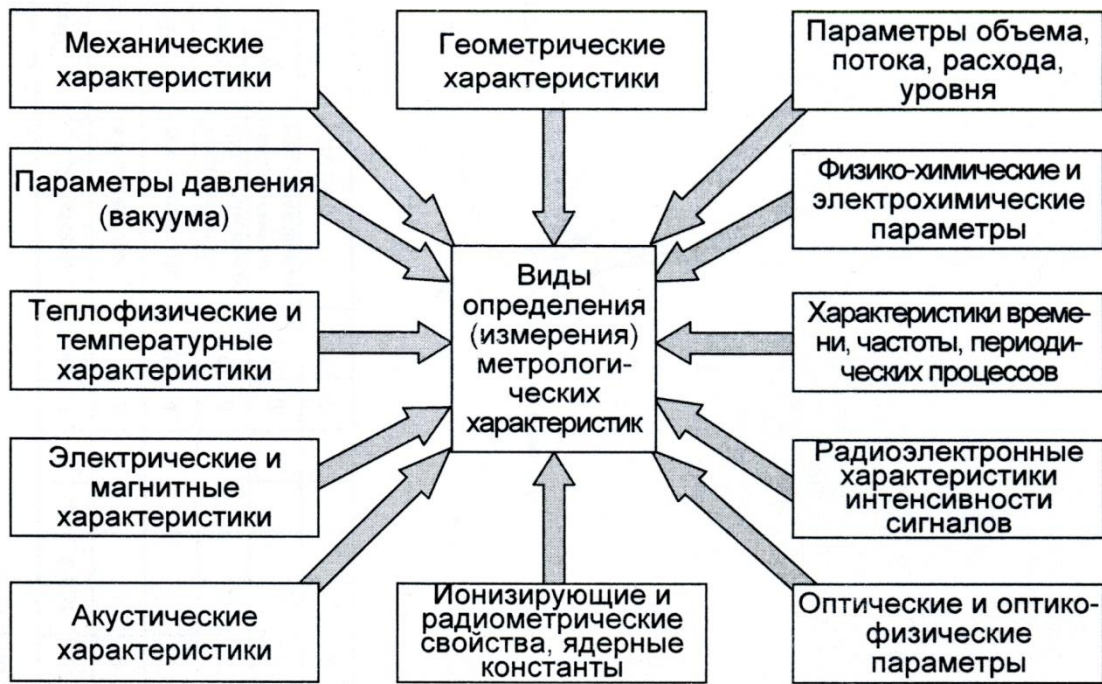 Механические
характеристики
Геометрические
характеристики
Параметры объема,
потока, расхода,
уровня
Параметры давления
(вакуума)
Физико-химические и
электрохимические
параметры
Виды
определения
(измерения)
метрологи-
ческих
характеристик
Теплофизические и
температурные
характеристики
Характеристики време-
ни, частоты, периоди-
ческих процессов
Электрические и
магнитные
характеристики
Радиоэлектронные
характеристики
интенсивности
сигналов
Акустические
характеристики
Ионизирующие и
радиометрические
свойства, ядерные
константы
Оптические и оптико-
физические
параметры